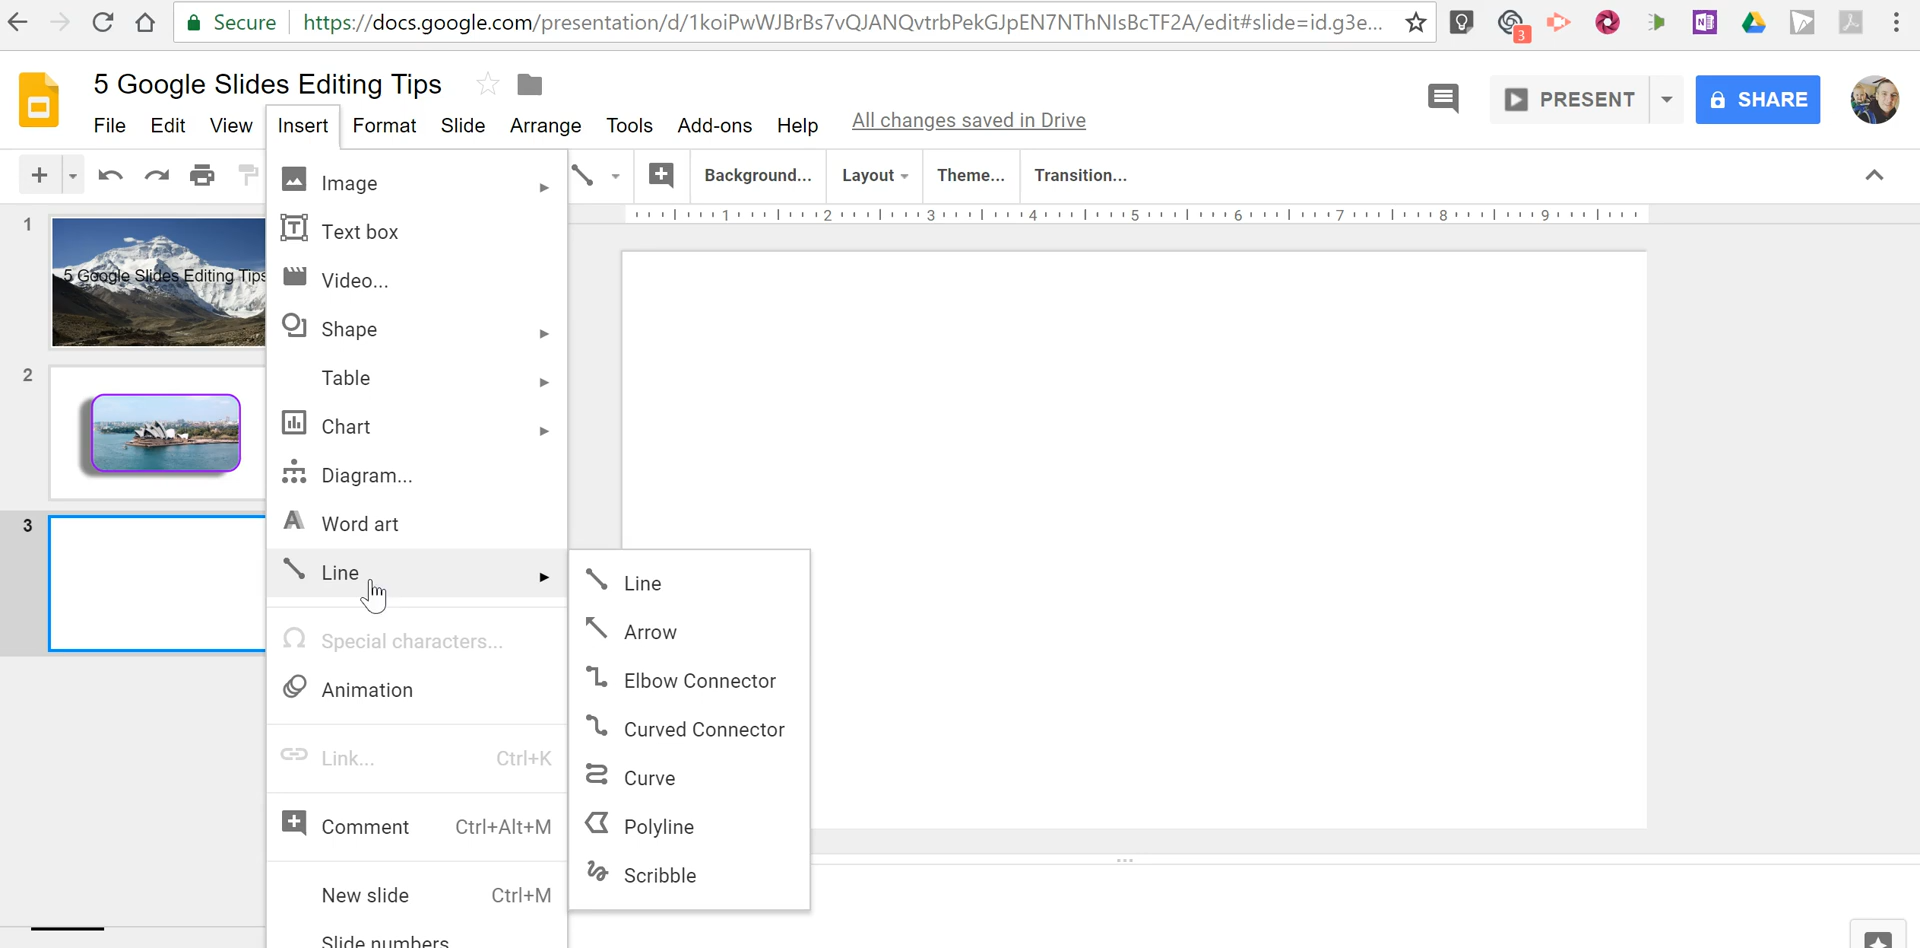 Secure https://docs.google.com/presentation/d/1koiPwWJBrBs7vQJANQvtrbPekGJpEN7NThNIsBcTF2A/edit#slide=id.g3e...
3
5 Google Slides Editing Tips
File Edit View Insert Format Slide Arrange Tools Add-ons Help All changes saved in Drive
PRESENT SHARE
Background... Layout Theme... Transition...
1 2 3 4 5 6 7 8 9
1
5 Google Slides Editing Tips
2
3
Image
Text box
Video...
Shape
Table
Chart
Diagram...
Word art
Line
Special characters...
Animation
Link... Ctrl+K
Comment Ctrl+Alt+M
New slide Ctrl+M
Slide numbers
Line
Arrow
Elbow Connector
Curved Connector
Curve
Polyline
Scribble